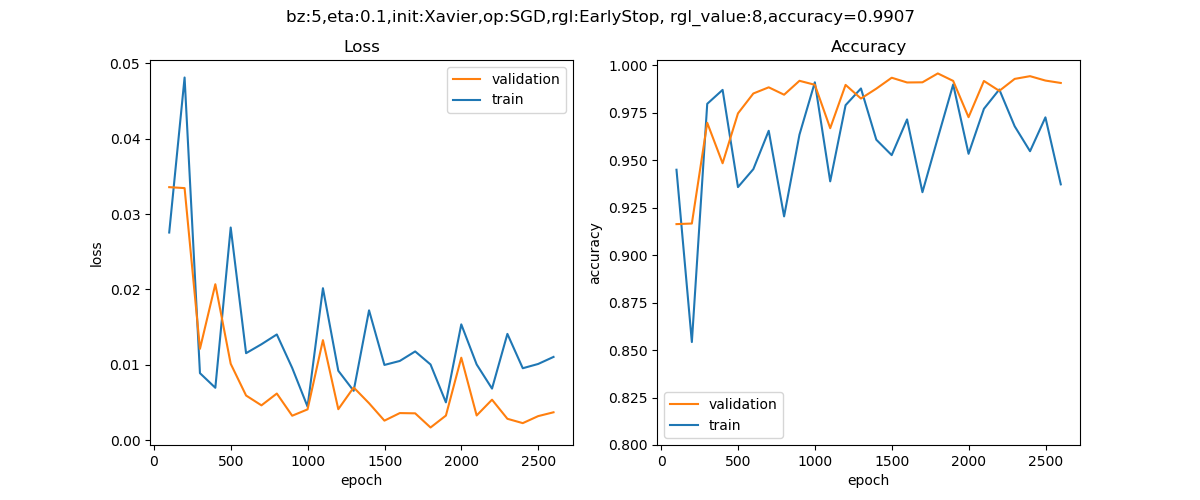 bz:5,eta:0.1,init:Xavier,op:SGD,rgl:EarlyStop, rgl_value:8,accuracy=0.9907
Loss
0.05
0.04
0.03
0.02
0.01
0.00
loss
validation
train
0
500
1000
1500
2000
2500
epoch
Accuracy
1.000
0.975
0.950
0.925
0.900
0.875
0.850
0.825
0.800
accuracy
validation
train
0
500
1000
1500
2000
2500
epoch